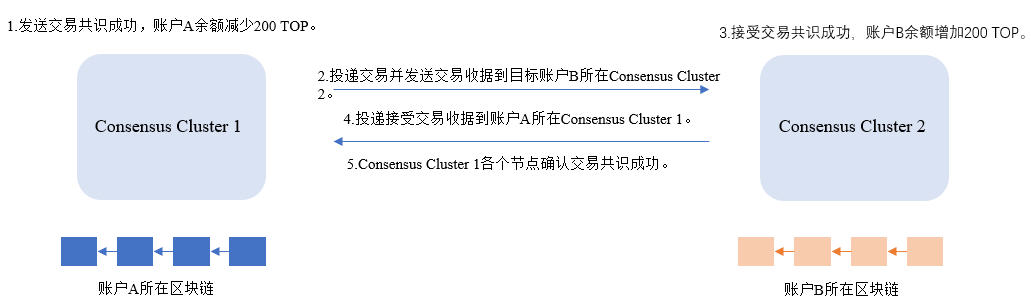 1.发送交易共识成功，账户A余额减少200 TOP。
3.接受交易共识成功，账户B余额增加200 TOP。
2.投递交易并发送交易收据到目标账户B所在Consensus Cluster
2。
Consensus Cluster 1
4.投递接受交易收据到账户A所在Consensus Cluster 1。
Consensus Cluster 2
5.Consensus Cluster 1各个节点确认交易共识成功。
账户A所在区块链
账户B所在区块链